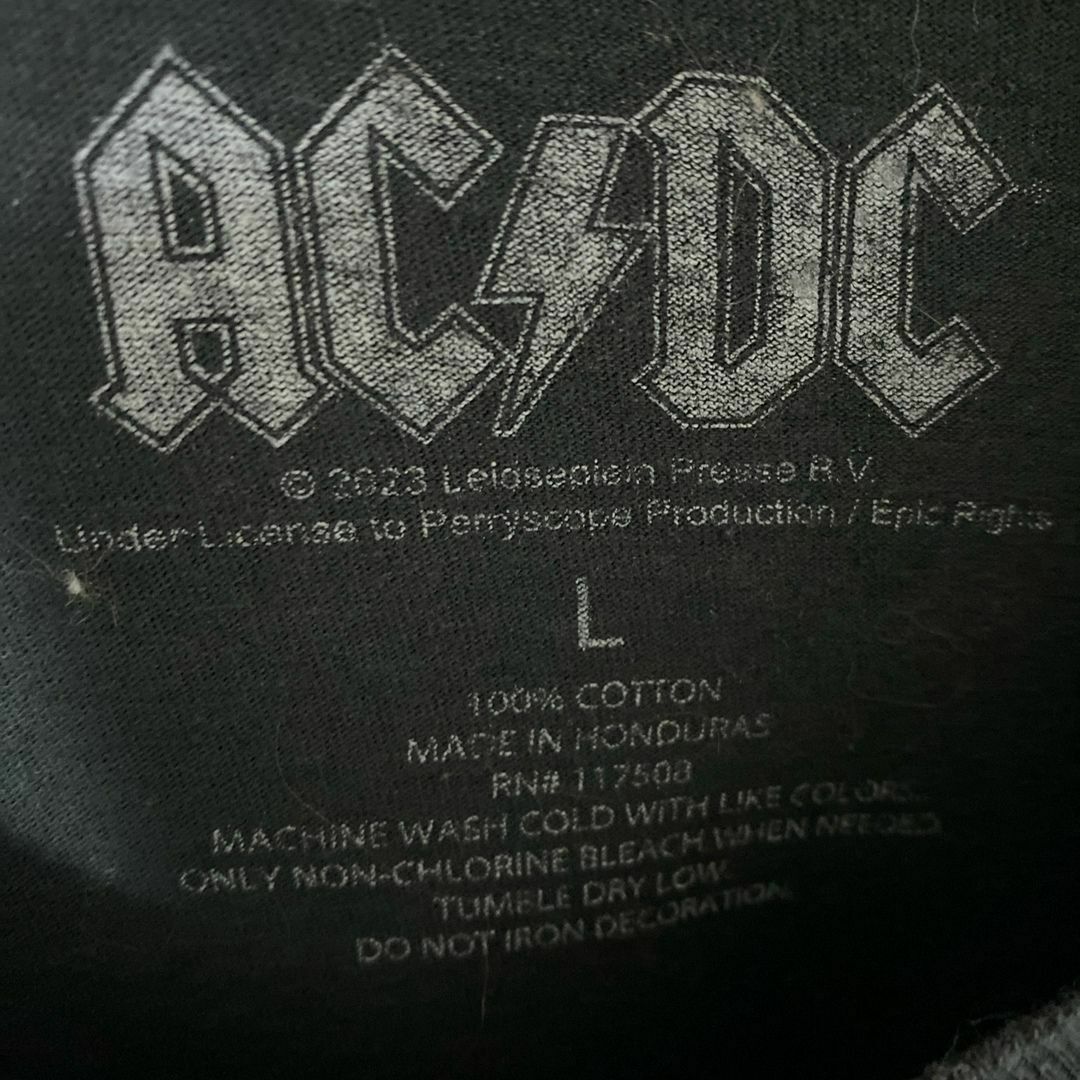 AC/DC
© 2023 Leidseplein Presse B.V.
Under License to Perryscope Production / Epic Rights
L
100% COTTON
MADE IN HONDURAS
RN# 117508
MACHINE WASH COLD WITH LIKE COLORS.
ONLY NON-CHLORINE BLEACH WHEN NEEDED.
TUMBLE DRY LOW.
DO NOT IRON DECORATION.